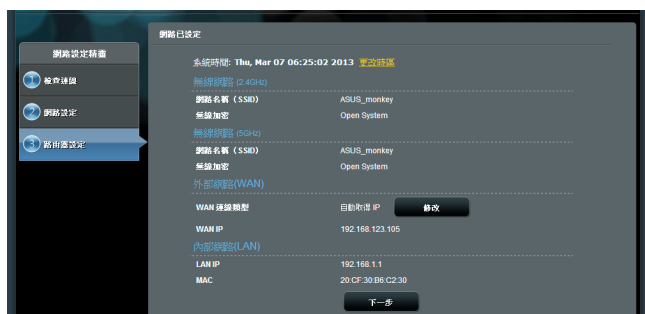 網路已設定
網路設定精靈
1 檢查連線
2 網路設定
3 路由器設定
系統時間: Thu, Mar 07 06:25:02 2013 更改時區
無線網路 (2.4GHz)
網路名稱（SSID） ASUS_monkey
無線加密 Open System
無線網路 (5GHz)
網路名稱（SSID） ASUS_monkey
無線加密 Open System
外部網路(WAN)
WAN 連線類型 自動取得 IP 修改
WAN IP 192.168.123.105
內部網路(LAN)
LAN IP 192.168.1.1
MAC 20:CF:30:B6:C2:30
下一步